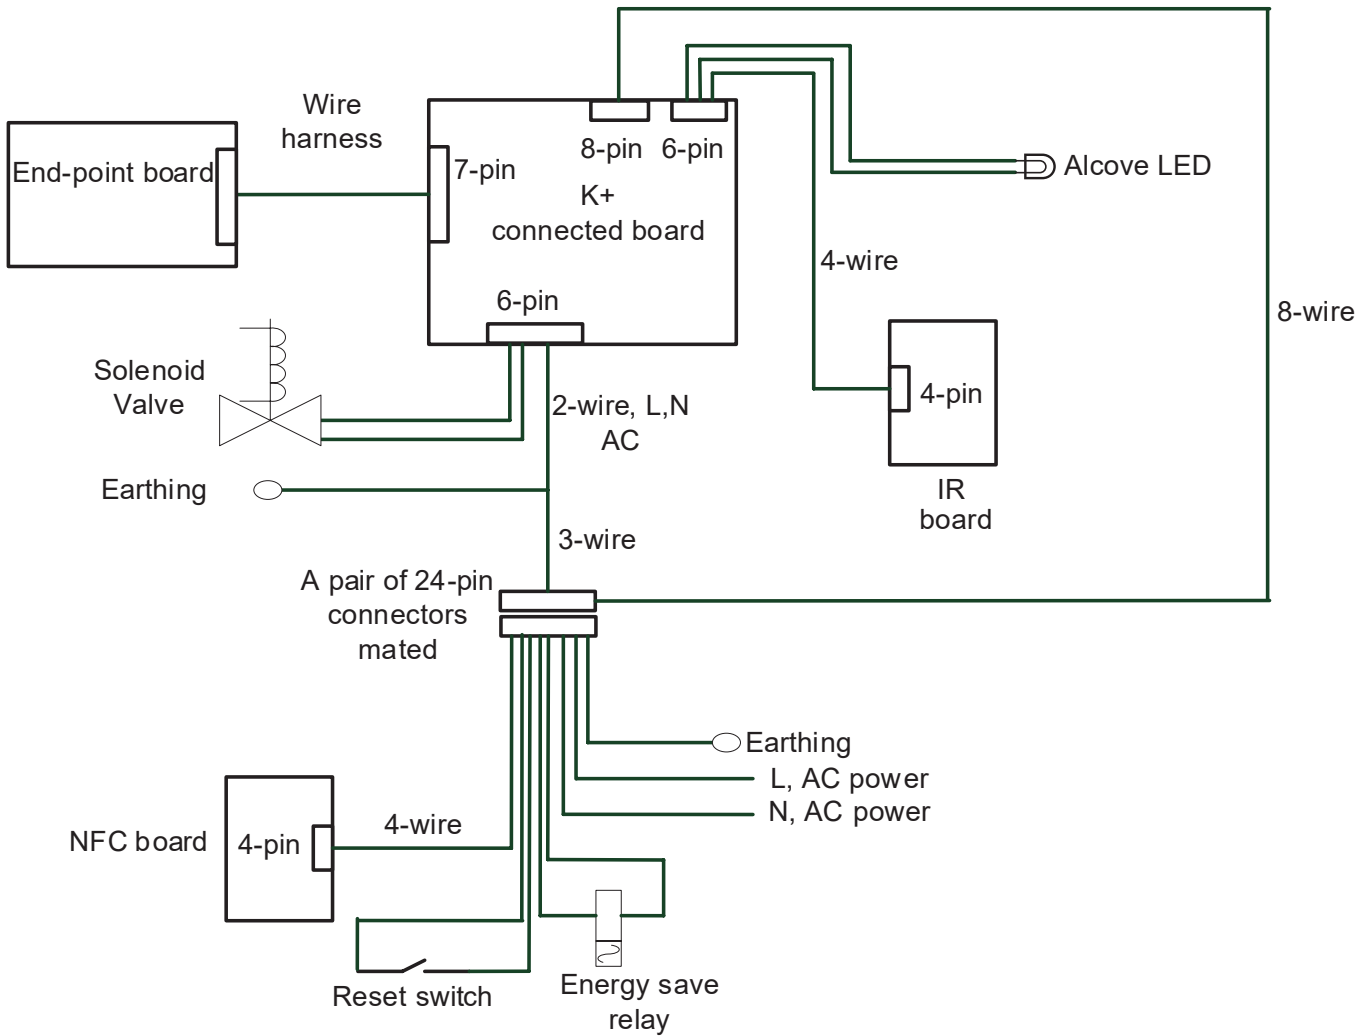 Wire
harness
End-point board
7-pin
8-pin
6-pin
K+
connected board
Alcove LED
4-wire
8-wire
6-pin
Solenoid
Valve
2-wire, L,N
AC
4-pin
IR
board
Earthing
3-wire
A pair of 24-pin
connectors
mated
Earthing
L, AC power
N, AC power
NFC board
4-pin
4-wire
Reset switch
Energy save
relay